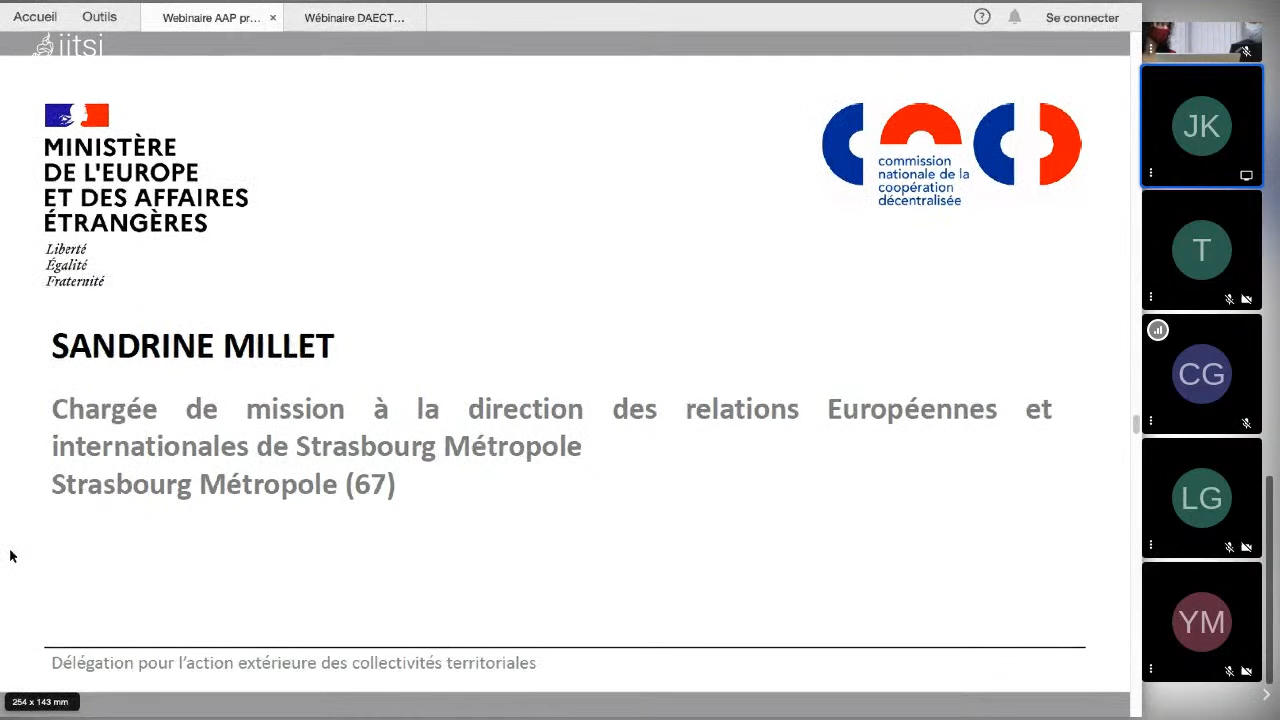 Accueil Outils Webinaire AAP pr... × Wébinaire DAECT... ? Se connecter
iitsi
MINISTÈRE
DE L'EUROPE
ET DES AFFAIRES
ÉTRANGÈRES
Liberté
Égalité
Fraternité
commission
nationale de la
coopération
décentralisée
SANDRINE MILLET
Chargée de mission à la direction des relations Européennes et
internationales de Strasbourg Métropole
Strasbourg Métropole (67)
Délégation pour l'action extérieure des collectivités territoriales
254 x 143 mm
JK
T
CG
LG
YM